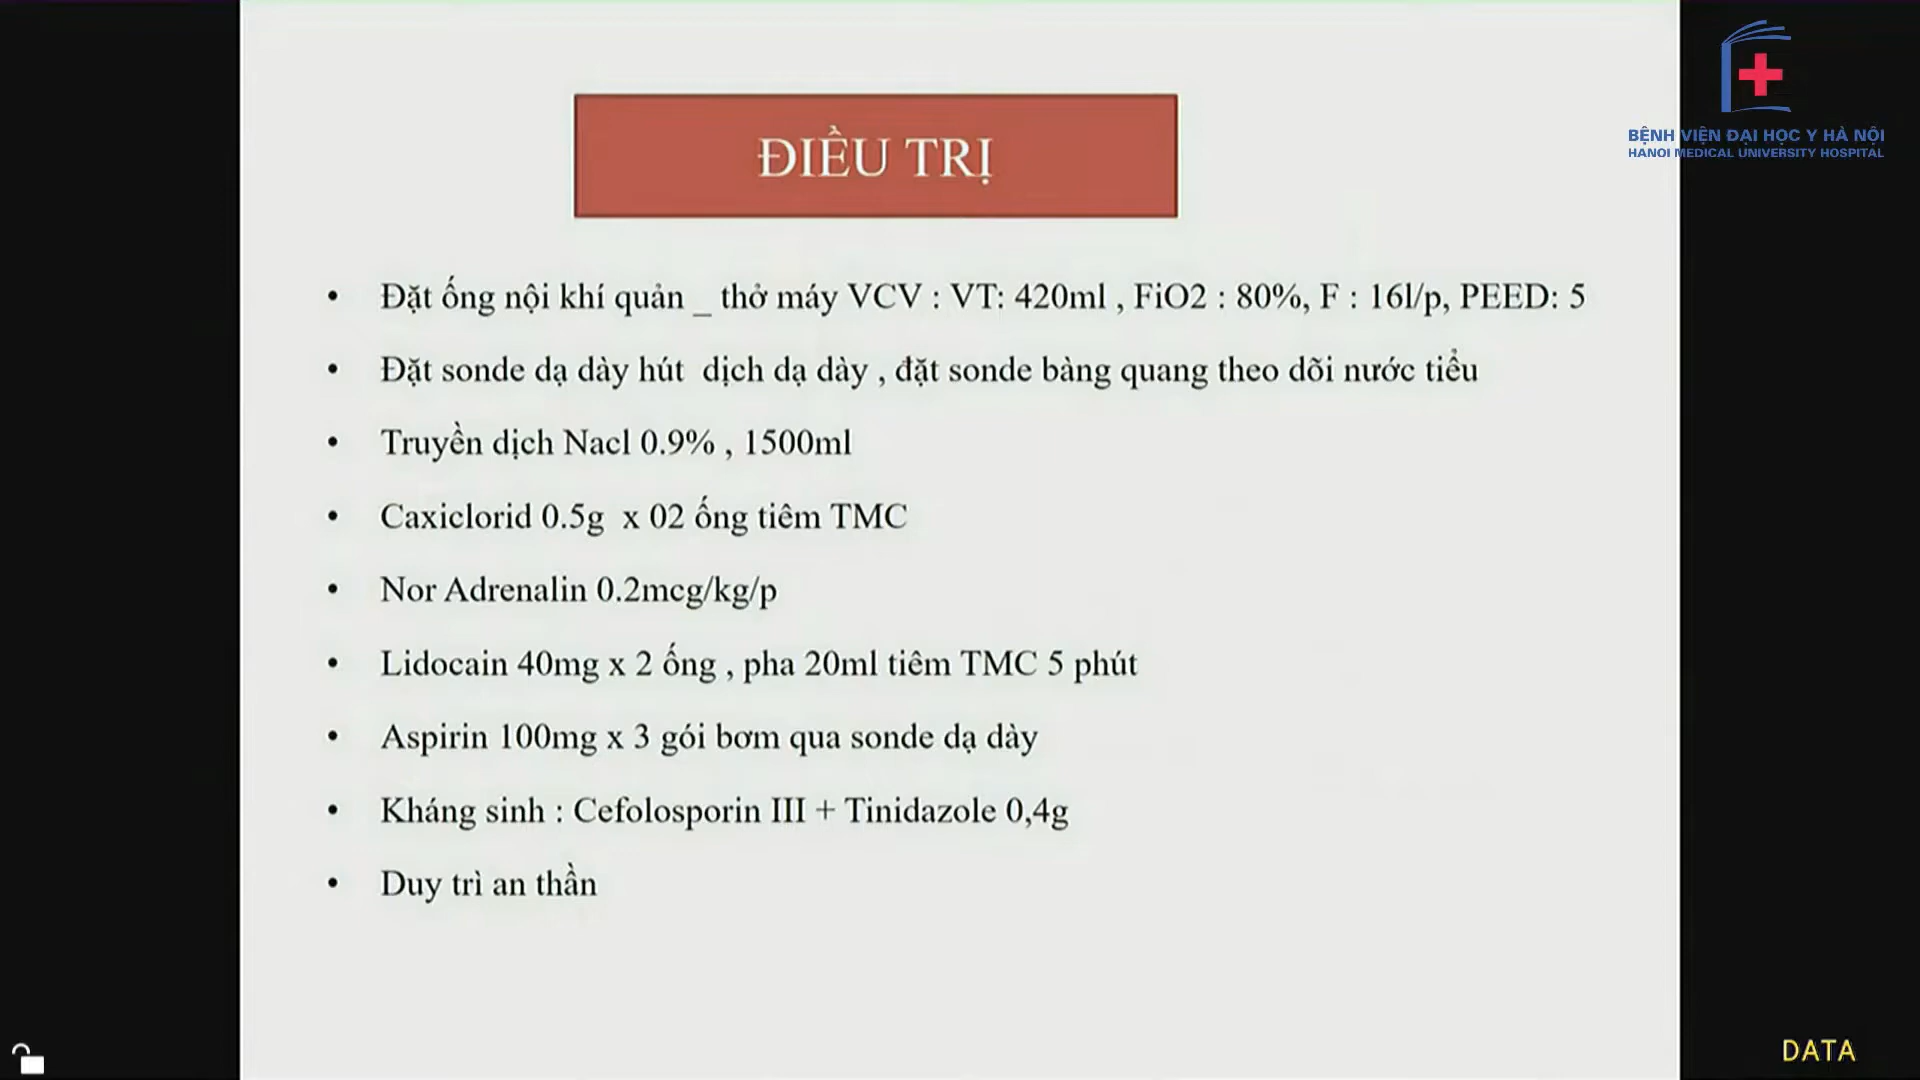 BỆNH VIỆN ĐẠI HỌC Y HÀ NỘI
HANOI MEDICAL UNIVERSITY HOSPITAL
ĐIỀU TRỊ
• Đặt ống nội khí quản _ thở máy VCV : VT: 420ml , FiO2 : 80%, F : 16l/p, PEED: 5
• Đặt sonde dạ dày hút dịch dạ dày , đặt sonde bàng quang theo dõi nước tiểu
• Truyền dịch Nacl 0.9% , 1500ml
• Caxiclorid 0.5g x 02 ống tiêm TMC
• Nor Adrenalin 0.2mcg/kg/p
• Lidocain 40mg x 2 ống , pha 20ml tiêm TMC 5 phút
• Aspirin 100mg x 3 gói bơm qua sonde dạ dày
• Kháng sinh : Cefolosporin III + Tinidazole 0,4g
• Duy trì an thần
DATA